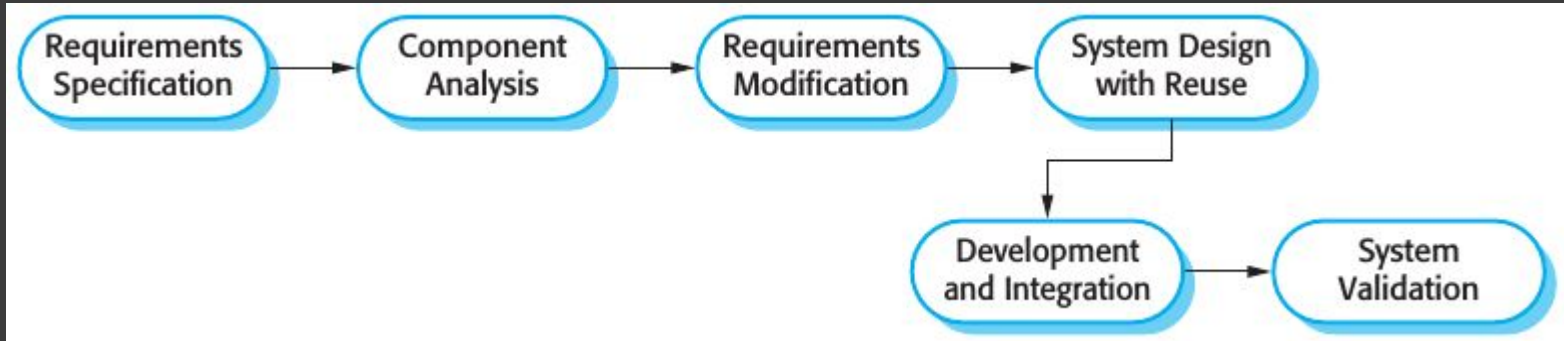 Requirements
Specification
Component
Analysis
Requirements
Modification
System Design
with Reuse
Development
and Integration
System
Validation